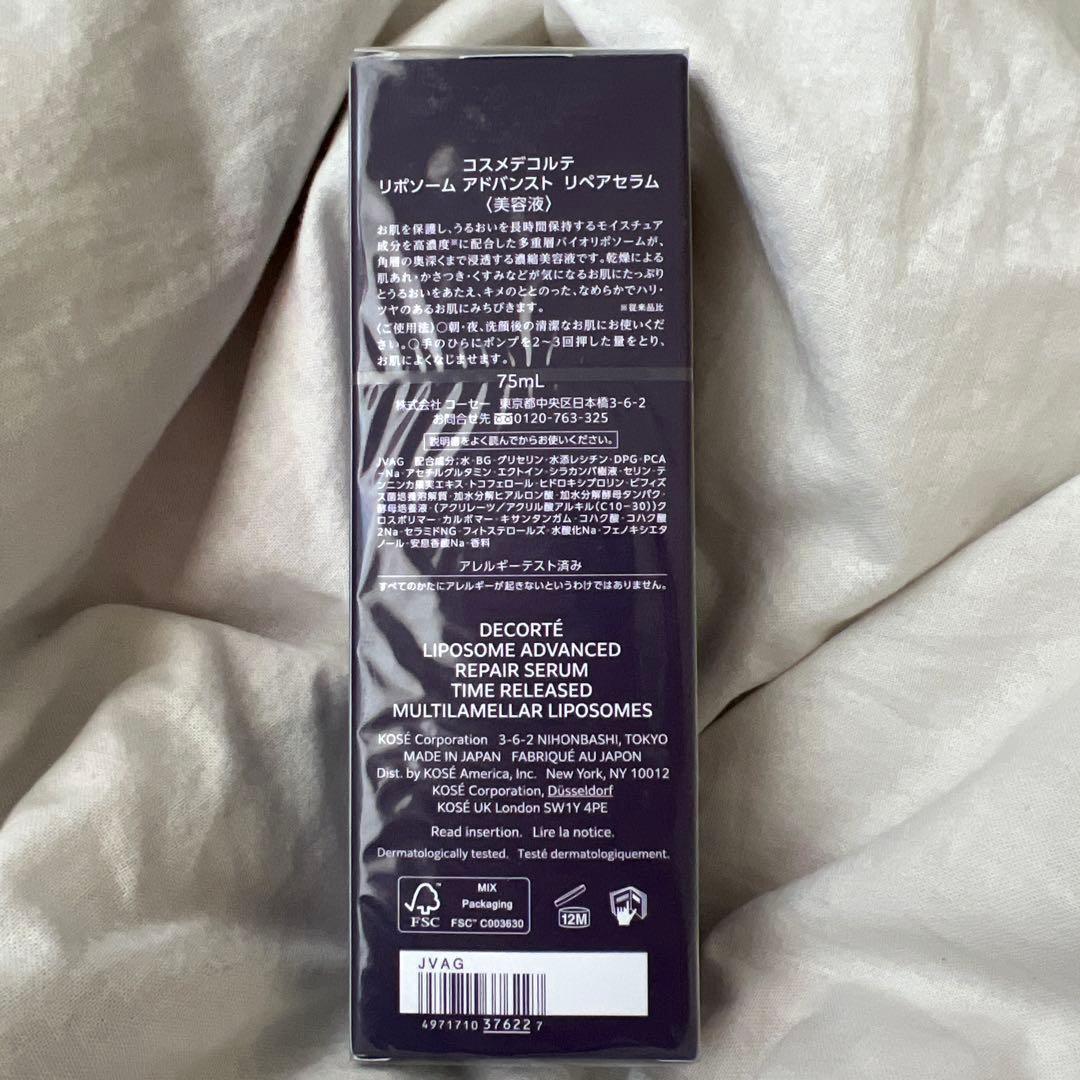 コスメデコルテ
リポソーム アドバンスト リペアセラム
〈美容液〉
お肌を保護し、うるおいを長時間保持するモイスチュア
成分を高濃度※に配合した多重層バイオリポソームが、
角層の奥深くまで浸透する濃縮美容液です。乾燥による
肌あれ・かさつき・くすみなどが気になるお肌にたっぷり
とうるおいをあたえ、キメのととのった、なめらかでハリ・
ツヤのあるお肌にみちびきます。 ※従来品比
〈ご使用法〉○朝・夜、洗顔後の清潔なお肌にお使いくだ
さい。○手のひらにポンプを2～3回押した量をとり、
お肌によくなじませます。
75mL
株式会社 コーセー 東京都中央区日本橋3-6-2
お問合せ先 0120-763-325
説明書をよく読んでからお使いください。
JVAG 配合成分;水・BG・グリセリン・水添レシチン・DPG・PCA
-Na・アセチルグルタミン・エクトイン・シラカンバ樹液・セリン・テ
ンニンカ果実エキス・トコフェロール・ヒドロキシプロリン・ビフィズ
ス菌培養溶解質・加水分解ヒアルロン酸・加水分解酵母タンパク・
酵母培養液・(アクリレーツ/アクリル酸アルキル(C10-30))ク
ロスポリマー・カルボマー・キサンタンガム・コハク酸・コハク酸
2Na・セラミドNG・フィトステロールズ・水酸化Na・フェノキシエタ
ノール・安息香酸Na・香料
アレルギーテスト済み
すべてのかたにアレルギーが起きないというわけではありません。
DECORTÉ
LIPOSOME ADVANCED
REPAIR SERUM
TIME RELEASED
MULTILAMELLAR LIPOSOMES
KOSÉ Corporation 3-6-2 NIHONBASHI, TOKYO
MADE IN JAPAN FABRIQUÉ AU JAPON
Dist. by KOSÉ America, Inc. New York, NY 10012
KOSÉ Corporation, Düsseldorf
KOSÉ UK London SW1Y 4PE
Read insertion. Lire la notice.
Dermatologically tested. Testé dermatologiquement.
FSC
MIX
Packaging
FSC™ C003630
12M
JVAG
4971710 37622 7